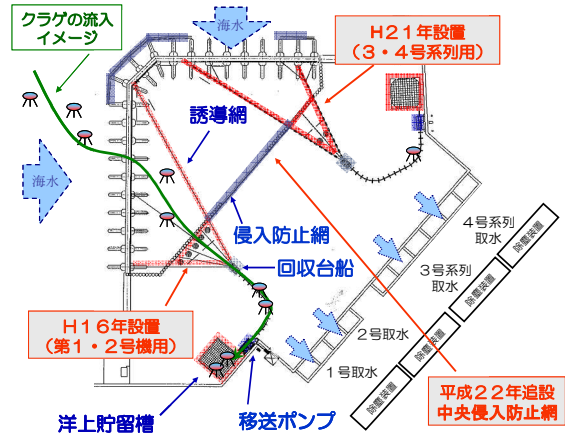 クラゲの流入
イメージ
海水
H21年設置
（3・4号系列用）
誘導網
海水
侵入防止網
回収台船
4号系列
取水
除塵装置
3号系列
取水
除塵装置
2号取水
除塵装置
1号取水
除塵装置
H16年設置
（第1・2号機用）
洋上貯留槽
移送ポンプ
平成22年追設
中央侵入防止網